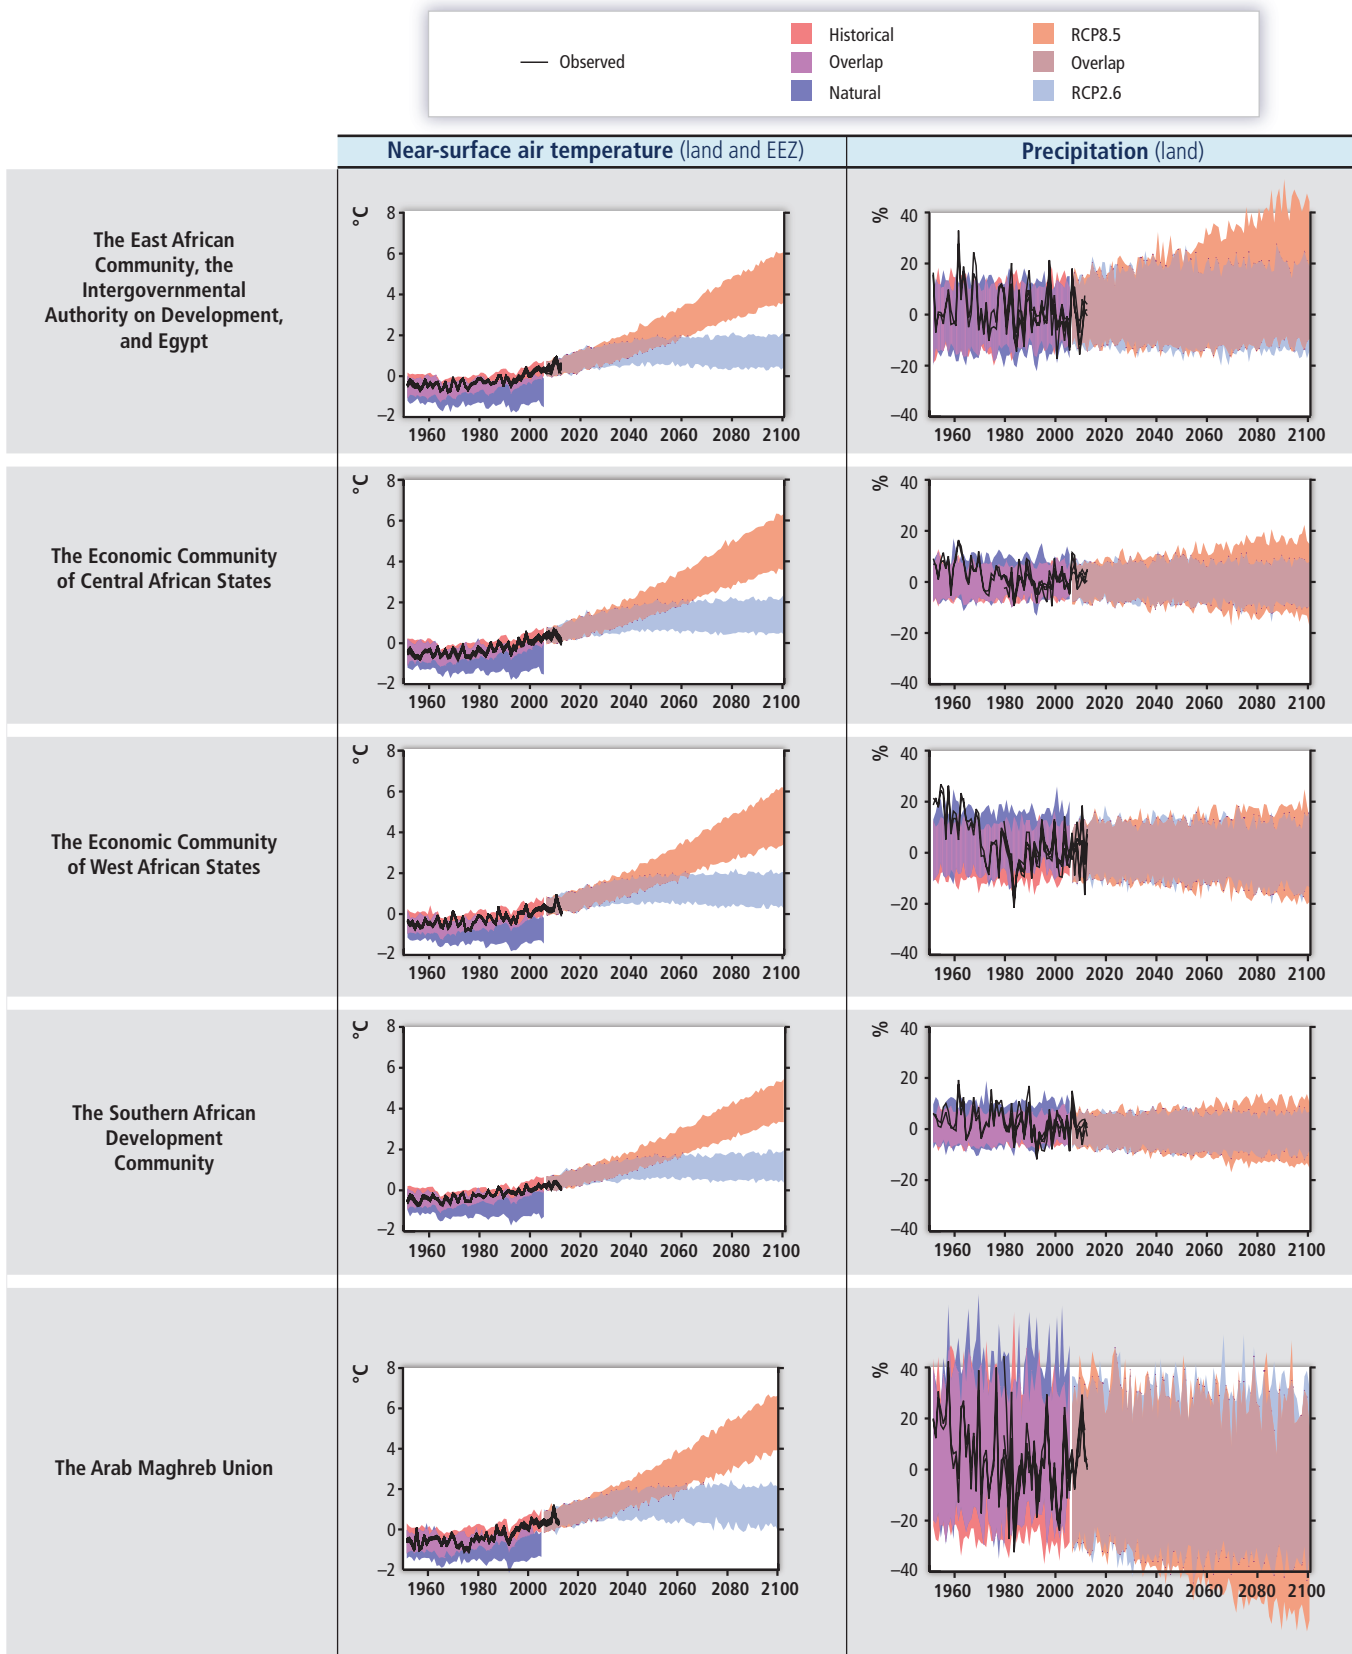 Observed
Historical
Overlap
Natural
RCP8.5
Overlap
RCP2.6
Near-surface air temperature (land and EEZ)
Precipitation (land)
The East African
Community, the
Intergovernmental
Authority on Development,
and Egypt
°C
8
6
4
2
0
–2
1960 1980 2000 2020 2040 2060 2080 2100
%
40
20
0
–20
–40
1960 1980 2000 2020 2040 2060 2080 2100
The Economic Community
of Central African States
°C
8
6
4
2
0
–2
1960 1980 2000 2020 2040 2060 2080 2100
%
40
20
0
–20
–40
1960 1980 2000 2020 2040 2060 2080 2100
The Economic Community
of West African States
°C
8
6
4
2
0
–2
1960 1980 2000 2020 2040 2060 2080 2100
%
40
20
0
–20
–40
1960 1980 2000 2020 2040 2060 2080 2100
The Southern African
Development
Community
°C
8
6
4
2
0
–2
1960 1980 2000 2020 2040 2060 2080 2100
%
40
20
0
–20
–40
1960 1980 2000 2020 2040 2060 2080 2100
The Arab Maghreb Union
°C
8
6
4
2
0
–2
1960 1980 2000 2020 2040 2060 2080 2100
%
40
20
0
–20
–40
1960 1980 2000 2020 2040 2060 2080 2100